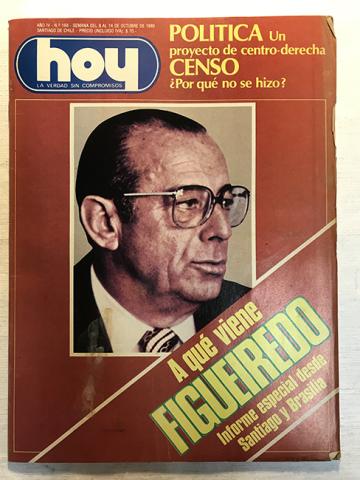 AÑO IV - N.º 168 - SEMANA DEL 8 AL 14 DE OCTUBRE DE 1980
SANTIAGO DE CHILE - PRECIO (INCLUIDO IVA): $ 70.-
hoy
LA VERDAD SIN COMPROMISOS
POLITICA Un
proyecto de centro-derecha
CENSO
¿Por qué no se hizo?
A qué viene
FIGUEIREDO
Informe especial desde
Santiago y Brasilia